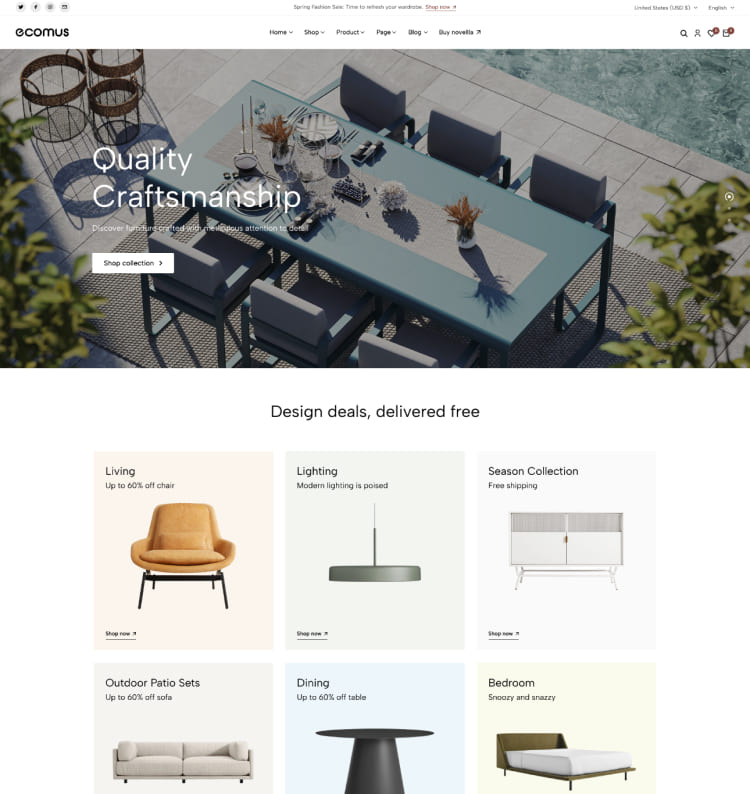 Spring Fashion Sale: Time to refresh your wardrobe. Shop now
United States (USD $)
English
ecomus
Home
Shop
Product
Page
Blog
Buy novellia
Quality
Craftsmanship
Discover furniture crafted with meticulous attention to detail
Shop collection
Design deals, delivered free
Living
Up to 60% off chair
Shop now
Lighting
Modern lighting is poised
Shop now
Season Collection
Free shipping
Shop now
Outdoor Patio Sets
Up to 60% off sofa
Dining
Up to 60% off table
Bedroom
Snoozy and snazzy